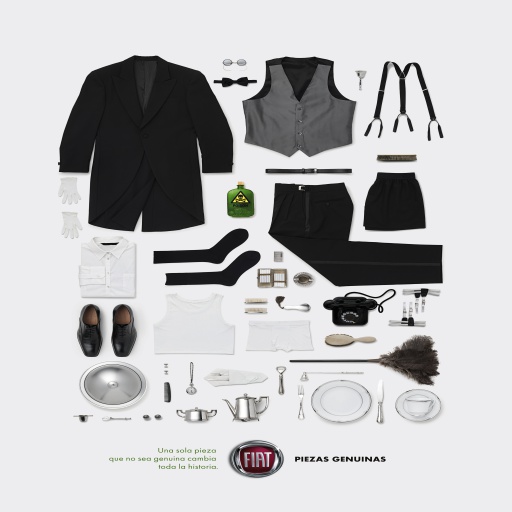 Una sola pieza
que no sea genuina cambia
toda la historia.
FIAT
PIEZAS GENUINAS